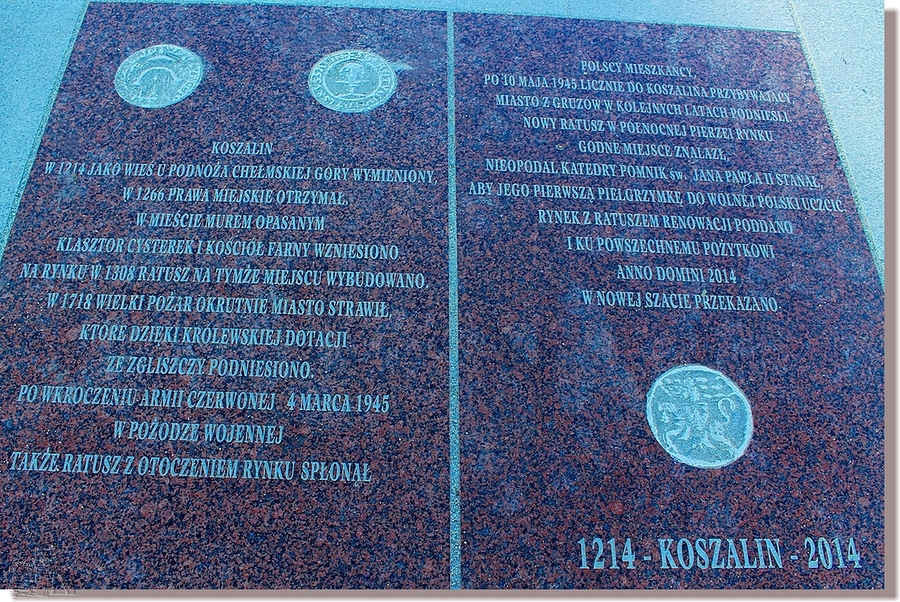 KOSZALIN
W 1214 JAKO WIEŚ U PODNÓŻA CHEŁMSKIEJ GÓRY WYMIENIONY
W 1266 PRAWA MIEJSKIE OTRZYMAŁ.
W MIEŚCIE MUREM OPASANYM
KLASZTOR CYSTEREK I KOŚCIÓŁ FARNY WZNIESIONO
NA RYNKU W 1308 RATUSZ NA TYMŻE MIEJSCU WYBUDOWANO.
W 1718 WIELKI POŻAR OKRUTNIE MIASTO STRAWIŁ,
KTÓRE DZIĘKI KRÓLEWSKIEJ DOTACJI
ZE ZGLISZCZY PODNIESIONO.
PO WKROCZENIU ARMII CZERWONEJ 4 MARCA 1945
W POŻODZE WOJENNEJ
TAKŻE RATUSZ Z OTOCZENIEM RYNKU SPŁONĄŁ
POLSCY MIESZKAŃCY,
PO 10 MAJA 1945 LICZNIE DO KOSZALINA PRZYBYWAJĄCY
MIASTO Z GRUZÓW W KOLEJNYCH LATACH PODNIEŚLI.
NOWY RATUSZ W PÓŁNOCNEJ PIERZEI RYNKU
GODNE MIEJSCE ZNALAZŁ,
NIEOPODAL KATEDRY POMNIK św. JANA PAWŁA II STANĄŁ,
ABY JEGO PIERWSZĄ PIELGRZYMKĘ DO WOLNEJ POLSKI UCZCIĆ.
RYNEK Z RATUSZEM RENOWACJI PODDANO
I KU POWSZECHNEMU POŻYTKOWI
ANNO DOMINI 2014
W NOWEJ SZACIE PRZEKAZANO.
1214 - KOSZALIN - 2014